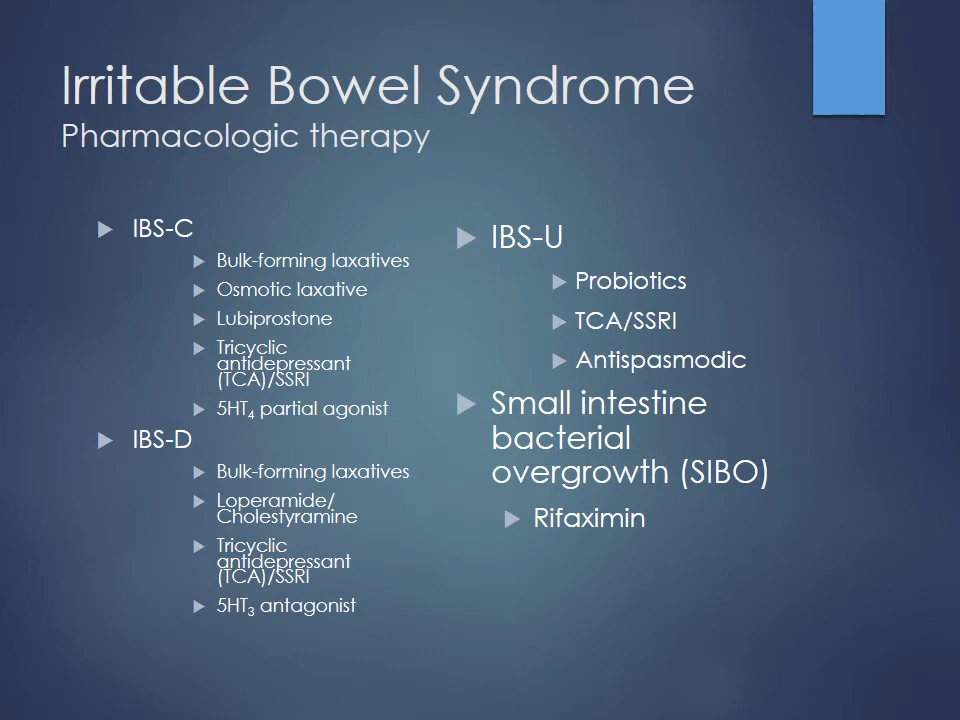 Irritable Bowel Syndrome
Pharmacologic therapy
IBS-C
Bulk-forming laxatives
Osmotic laxative
Lubiprostone
Tricyclic
antidepressant
(TCA)/SSRI
5HT₄ partial agonist
IBS-D
Bulk-forming laxatives
Loperamide/
Cholestyramine
Tricyclic
antidepressant
(TCA)/SSRI
5HT₃ antagonist
IBS-U
Probiotics
TCA/SSRI
Antispasmodic
Small intestine
bacterial
overgrowth (SIBO)
Rifaximin